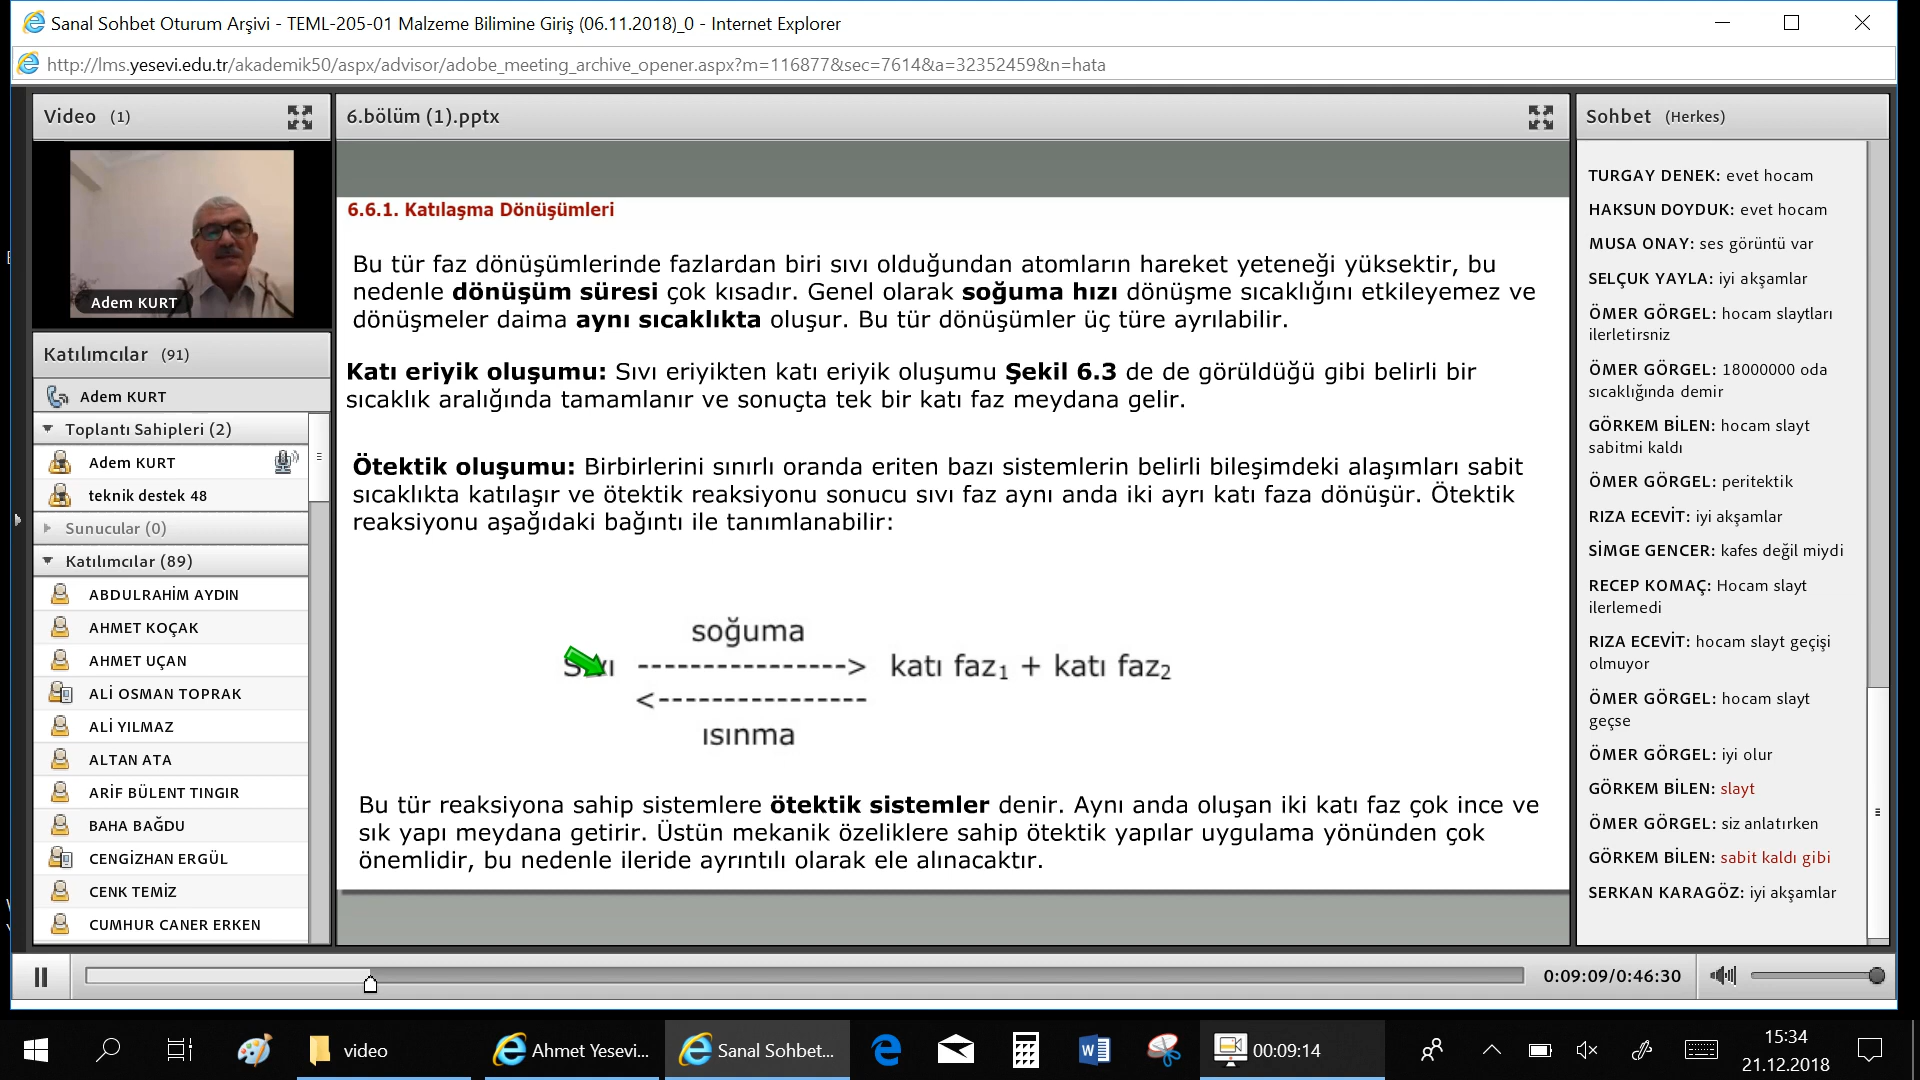 Sanal Sohbet Oturum Arşivi - TEML-205-01 Malzeme Bilimine Giriş (06.11.2018)_0 - Internet Explorer
http://lms.yesevi.edu.tr/akademik50/aspx/advisor/adobe_meeting_archive_opener.aspx?m=116877&sec=7614&a=32352459&n=hata
Video (1)
Adem KURT
Katılımcılar (91)
Adem KURT
Toplantı Sahipleri (2)
Adem KURT
teknik destek 48
Sunucular (0)
Katılımcılar (89)
ABDULRAHİM AYDIN
AHMET KOÇAK
AHMET UÇAN
ALİ OSMAN TOPRAK
ALİ YILMAZ
ALTAN ATA
ARİF BÜLENT TINGIR
BAHA BAĞDU
CENGİZHAN ERGÜL
CENK TEMİZ
CUMHUR CANER ERKEN
6.bölüm (1).pptx
6.6.1. Katılaşma Dönüşümleri
Bu tür faz dönüşümlerinde fazlardan biri sıvı olduğundan atomların hareket yeteneği yüksektir, bu
nedenle dönüşüm süresi çok kısadır. Genel olarak soğuma hızı dönüşme sıcaklığını etkileyemez ve
dönüşmeler daima aynı sıcaklıkta oluşur. Bu tür dönüşümler üç türe ayrılabilir.
Katı eriyik oluşumu: Sıvı eriyikten katı eriyik oluşumu Şekil 6.3 de de görüldüğü gibi belirli bir
sıcaklık aralığında tamamlanır ve sonuçta tek bir katı faz meydana gelir.
Ötektik oluşumu: Birbirlerini sınırlı oranda eriten bazı sistemlerin belirli bileşimdeki alaşımları sabit
sıcaklıkta katılaşır ve ötektik reaksiyonu sonucu sıvı faz aynı anda iki ayrı katı faza dönüşür. Ötektik
reaksiyonu aşağıdaki bağıntı ile tanımlanabilir:
soğuma
Sıvı ----------------> katı faz1 + katı faz2
<----------------
ısınma
Bu tür reaksiyona sahip sistemlere ötektik sistemler denir. Aynı anda oluşan iki katı faz çok ince ve
sık yapı meydana getirir. Üstün mekanik özeliklere sahip ötektik yapılar uygulama yönünden çok
önemlidir, bu nedenle ileride ayrıntılı olarak ele alınacaktır.
Sohbet (Herkes)
TURGAY DENEK: evet hocam
HAKSUN DOYDUK: evet hocam
MUSA ONAY: ses görüntü var
SELÇUK YAYLA: iyi akşamlar
ÖMER GÖRGEL: hocam slaytları
ilerletirsniz
ÖMER GÖRGEL: 18000000 oda
sıcaklığında demir
GÖRKEM BİLEN: hocam slayt
sabitmi kaldı
ÖMER GÖRGEL: peritektik
RIZA ECEVİT: iyi akşamlar
SİMGE GENCER: kafes değil miydi
RECEP KOMAÇ: Hocam slayt
ilerlemedi
RIZA ECEVİT: hocam slayt geçişi
olmuyor
ÖMER GÖRGEL: hocam slayt
geçse
ÖMER GÖRGEL: iyi olur
GÖRKEM BİLEN: slayt
ÖMER GÖRGEL: siz anlatırken
GÖRKEM BİLEN: sabit kaldı gibi
SERKAN KARAGÖZ: iyi akşamlar
0:09:09/0:46:30
video
Ahmet Yesevi...
Sanal Sohbet...
00:09:14
15:34
21.12.2018